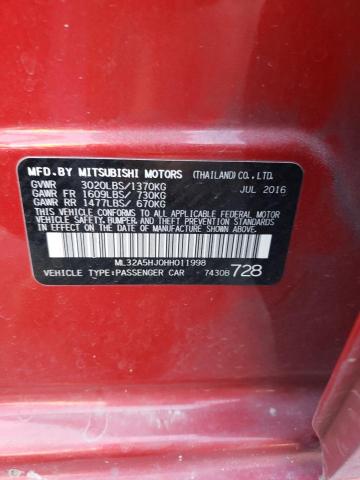 MFD.BY MITSUBISHI MOTORS (THAILAND) CO., LTD.
GVWR 3020LBS/1370KG JUL 2016
GAWR FR 1609LBS/ 730KG
GAWR RR 1477LBS/ 670KG
THIS VEHICLE CONFORMS TO ALL APPLICABLE FEDERAL MOTOR
VEHICLE SAFETY, BUMPER, AND THEFT PREVENTION STANDARDS
IN EFFECT ON THE DATE OF MANUFACTURE SHOWN ABOVE.
ML32A5HJ0HH011998
VEHICLE TYPE:PASSENGER CAR 74308 728